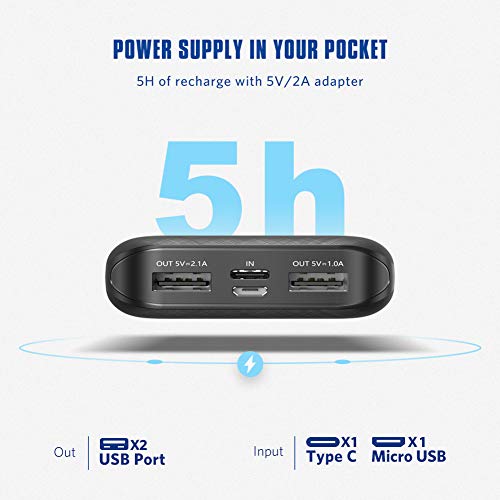 POWER SUPPLY IN YOUR POCKET
5H of recharge with 5V/2A adapter
5h
OUT 5V=2.1A IN OUT 5V=1.0A
Out X2 USB Port
Input X1 Type C X1 Micro USB